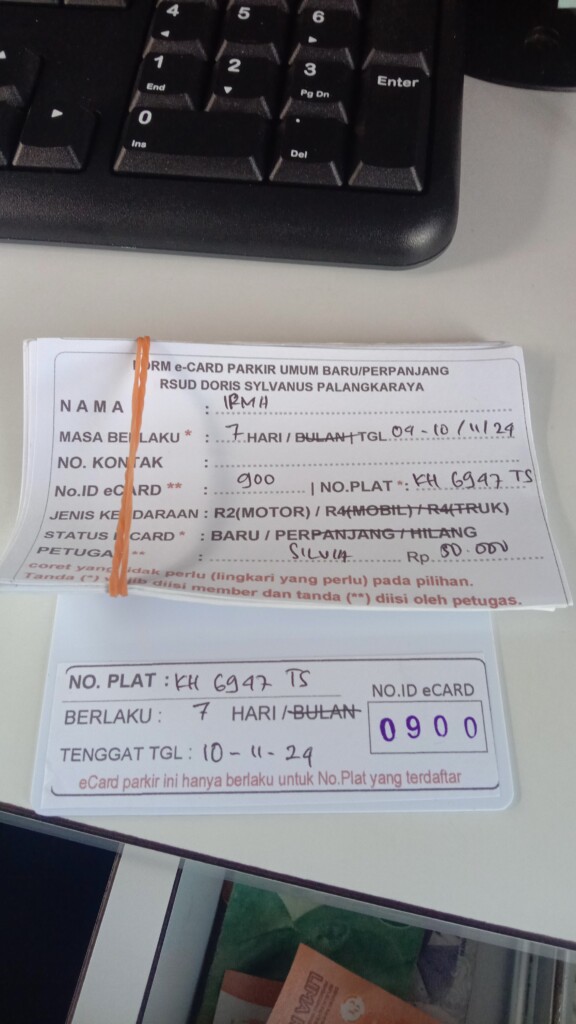 4 5 6
1 2 3 Enter
End Pg Dn
0 .
Ins Del
FORM e-CARD PARKIR UMUM BARU/PERPANJANG
RSUD DORIS SYLVANUS PALANGKARAYA
NAMA : IRMH
MASA BERLAKU * : 7 HARI / BULAN | TGL 04-10/11/24
NO. KONTAK :
No.ID eCARD ** : 900 | NO.PLAT *: KH 6947 TS
JENIS KENDARAAN : R2(MOTOR) / R4(MOBIL) / R4(TRUK)
STATUS eCARD * : BARU / PERPANJANG / HILANG
PETUGAS ** : SILVIA Rp. 50.000
coret yang tidak perlu (lingkari yang perlu) pada pilihan.
Tanda (*) wajib diisi member dan tanda (**) diisi oleh petugas.
NO. PLAT : KH 6947 TS
NO.ID eCARD
BERLAKU : 7 HARI / BULAN
0900
TENGGAT TGL : 10-11-24
eCard parkir ini hanya berlaku untuk No.Plat yang terdaftar